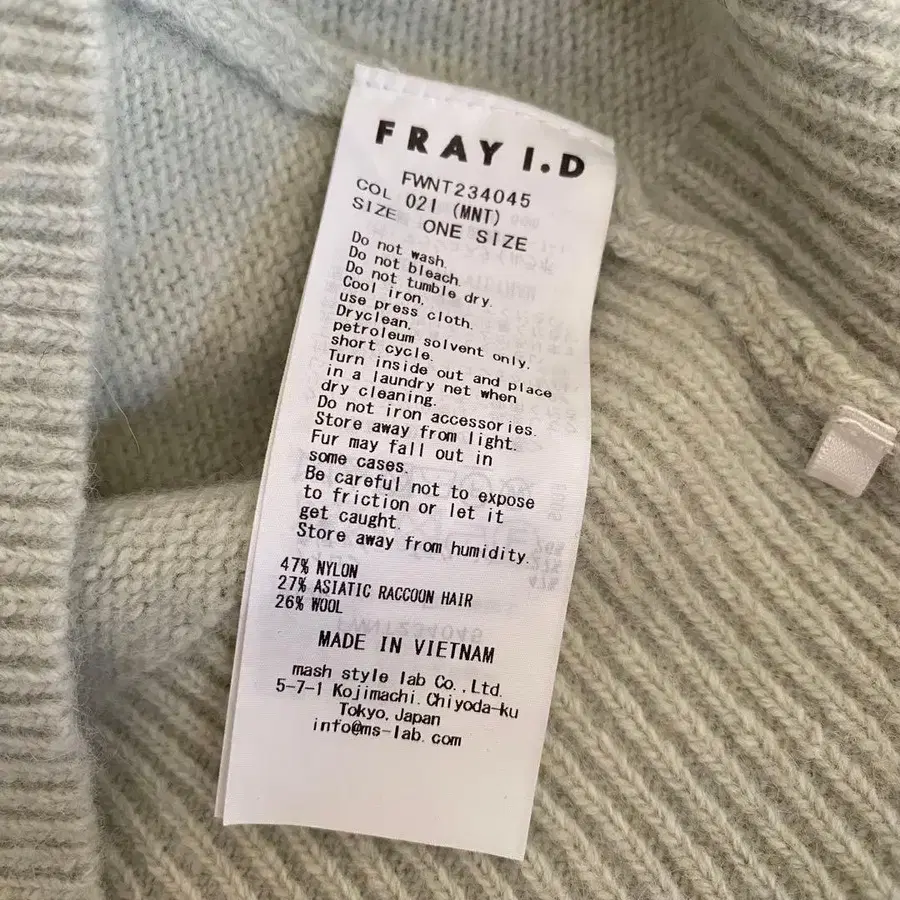 FRAY I.D
FWNT234045
COL 021 (MNT)
SIZE ONE SIZE
Do not wash.
Do not bleach.
Do not tumble dry.
Cool iron,
use press cloth.
Dryclean,
petroleum solvent only,
short cycle.
Turn inside out and place
in a laundry net when
dry cleaning.
Do not iron accessories.
Store away from light.
Fur may fall out in
some cases.
Be careful not to expose
to friction or let it
get caught.
Store away from humidity.
47% NYLON
27% ASIATIC RACCOON HAIR
26% WOOL
MADE IN VIETNAM
mash style lab Co.,Ltd.
5-7-1 Kojimachi. Chiyoda-ku
Tokyo, Japan
info@ms-lab.com